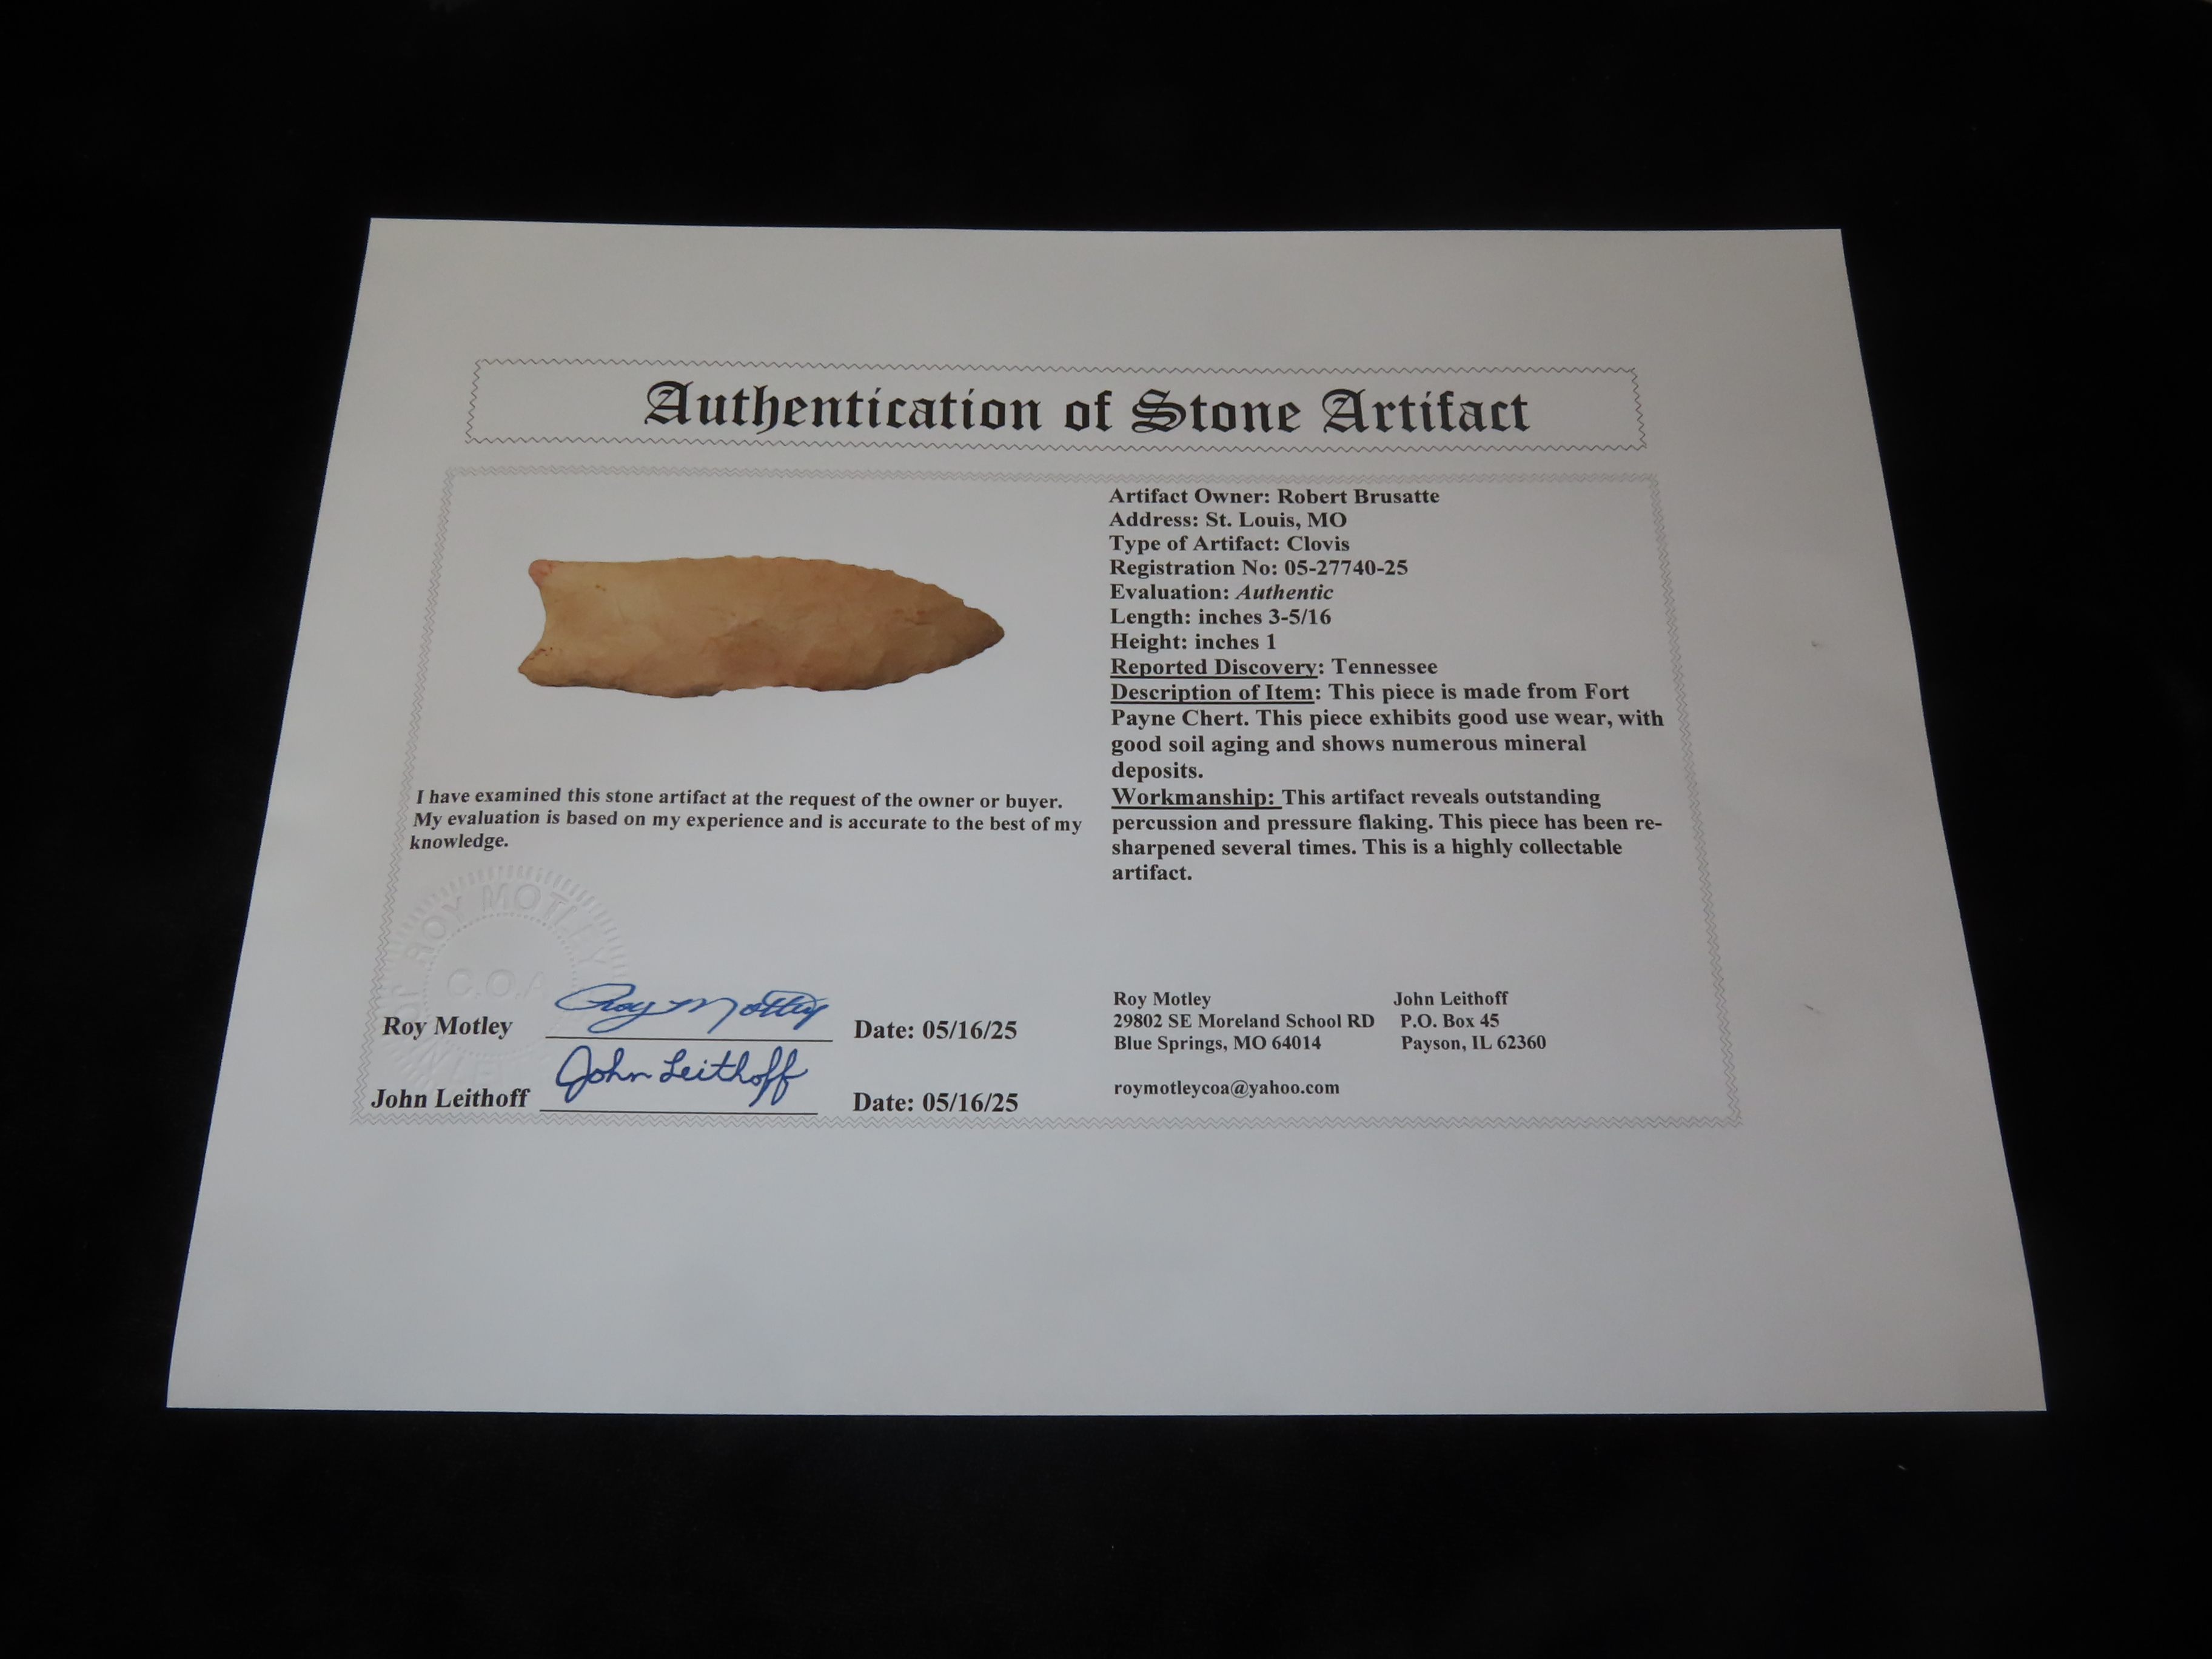 Authentication of Stone Artifact
Artifact Owner: Robert Brusatte
Address: St. Louis, MO
Type of Artifact: Clovis
Registration No: 05-27740-25
Evaluation: Authentic
Length: inches 3-5/16
Height: inches 1
Reported Discovery: Tennessee
Description of Item: This piece is made from Fort
Payne Chert. This piece exhibits good use wear, with
good soil aging and shows numerous mineral
deposits.
Workmanship: This artifact reveals outstanding
percussion and pressure flaking. This piece has been re-
sharpened several times. This is a highly collectable
artifact.
I have examined this stone artifact at the request of the owner or buyer.
My evaluation is based on my experience and is accurate to the best of my
knowledge.
ROY MOTLEY
C.O.A
Roy Motley Roy Motley Date: 05/16/25
John Leithoff John Leithoff Date: 05/16/25
Roy Motley
29802 SE Moreland School RD
Blue Springs, MO 64014
roymotleycoa@yahoo.com
John Leithoff
P.O. Box 45
Payson, IL 62360